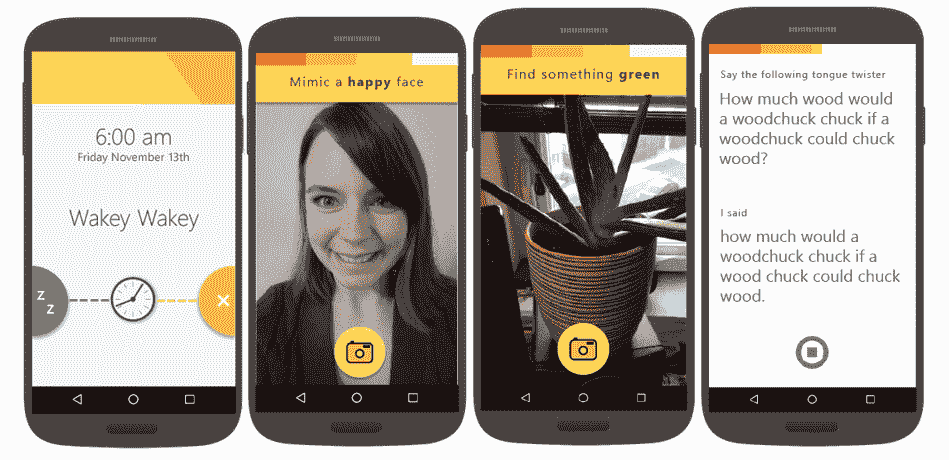 6:00 am
Friday November 13th
Wakey Wakey
z
z
Mimic a happy face
Find something green
Say the following tongue twister
How much wood would
a woodchuck chuck if a
woodchuck could chuck
wood?
I said
how much would a
woodchuck chuck if a
wood chuck could chuck
wood.